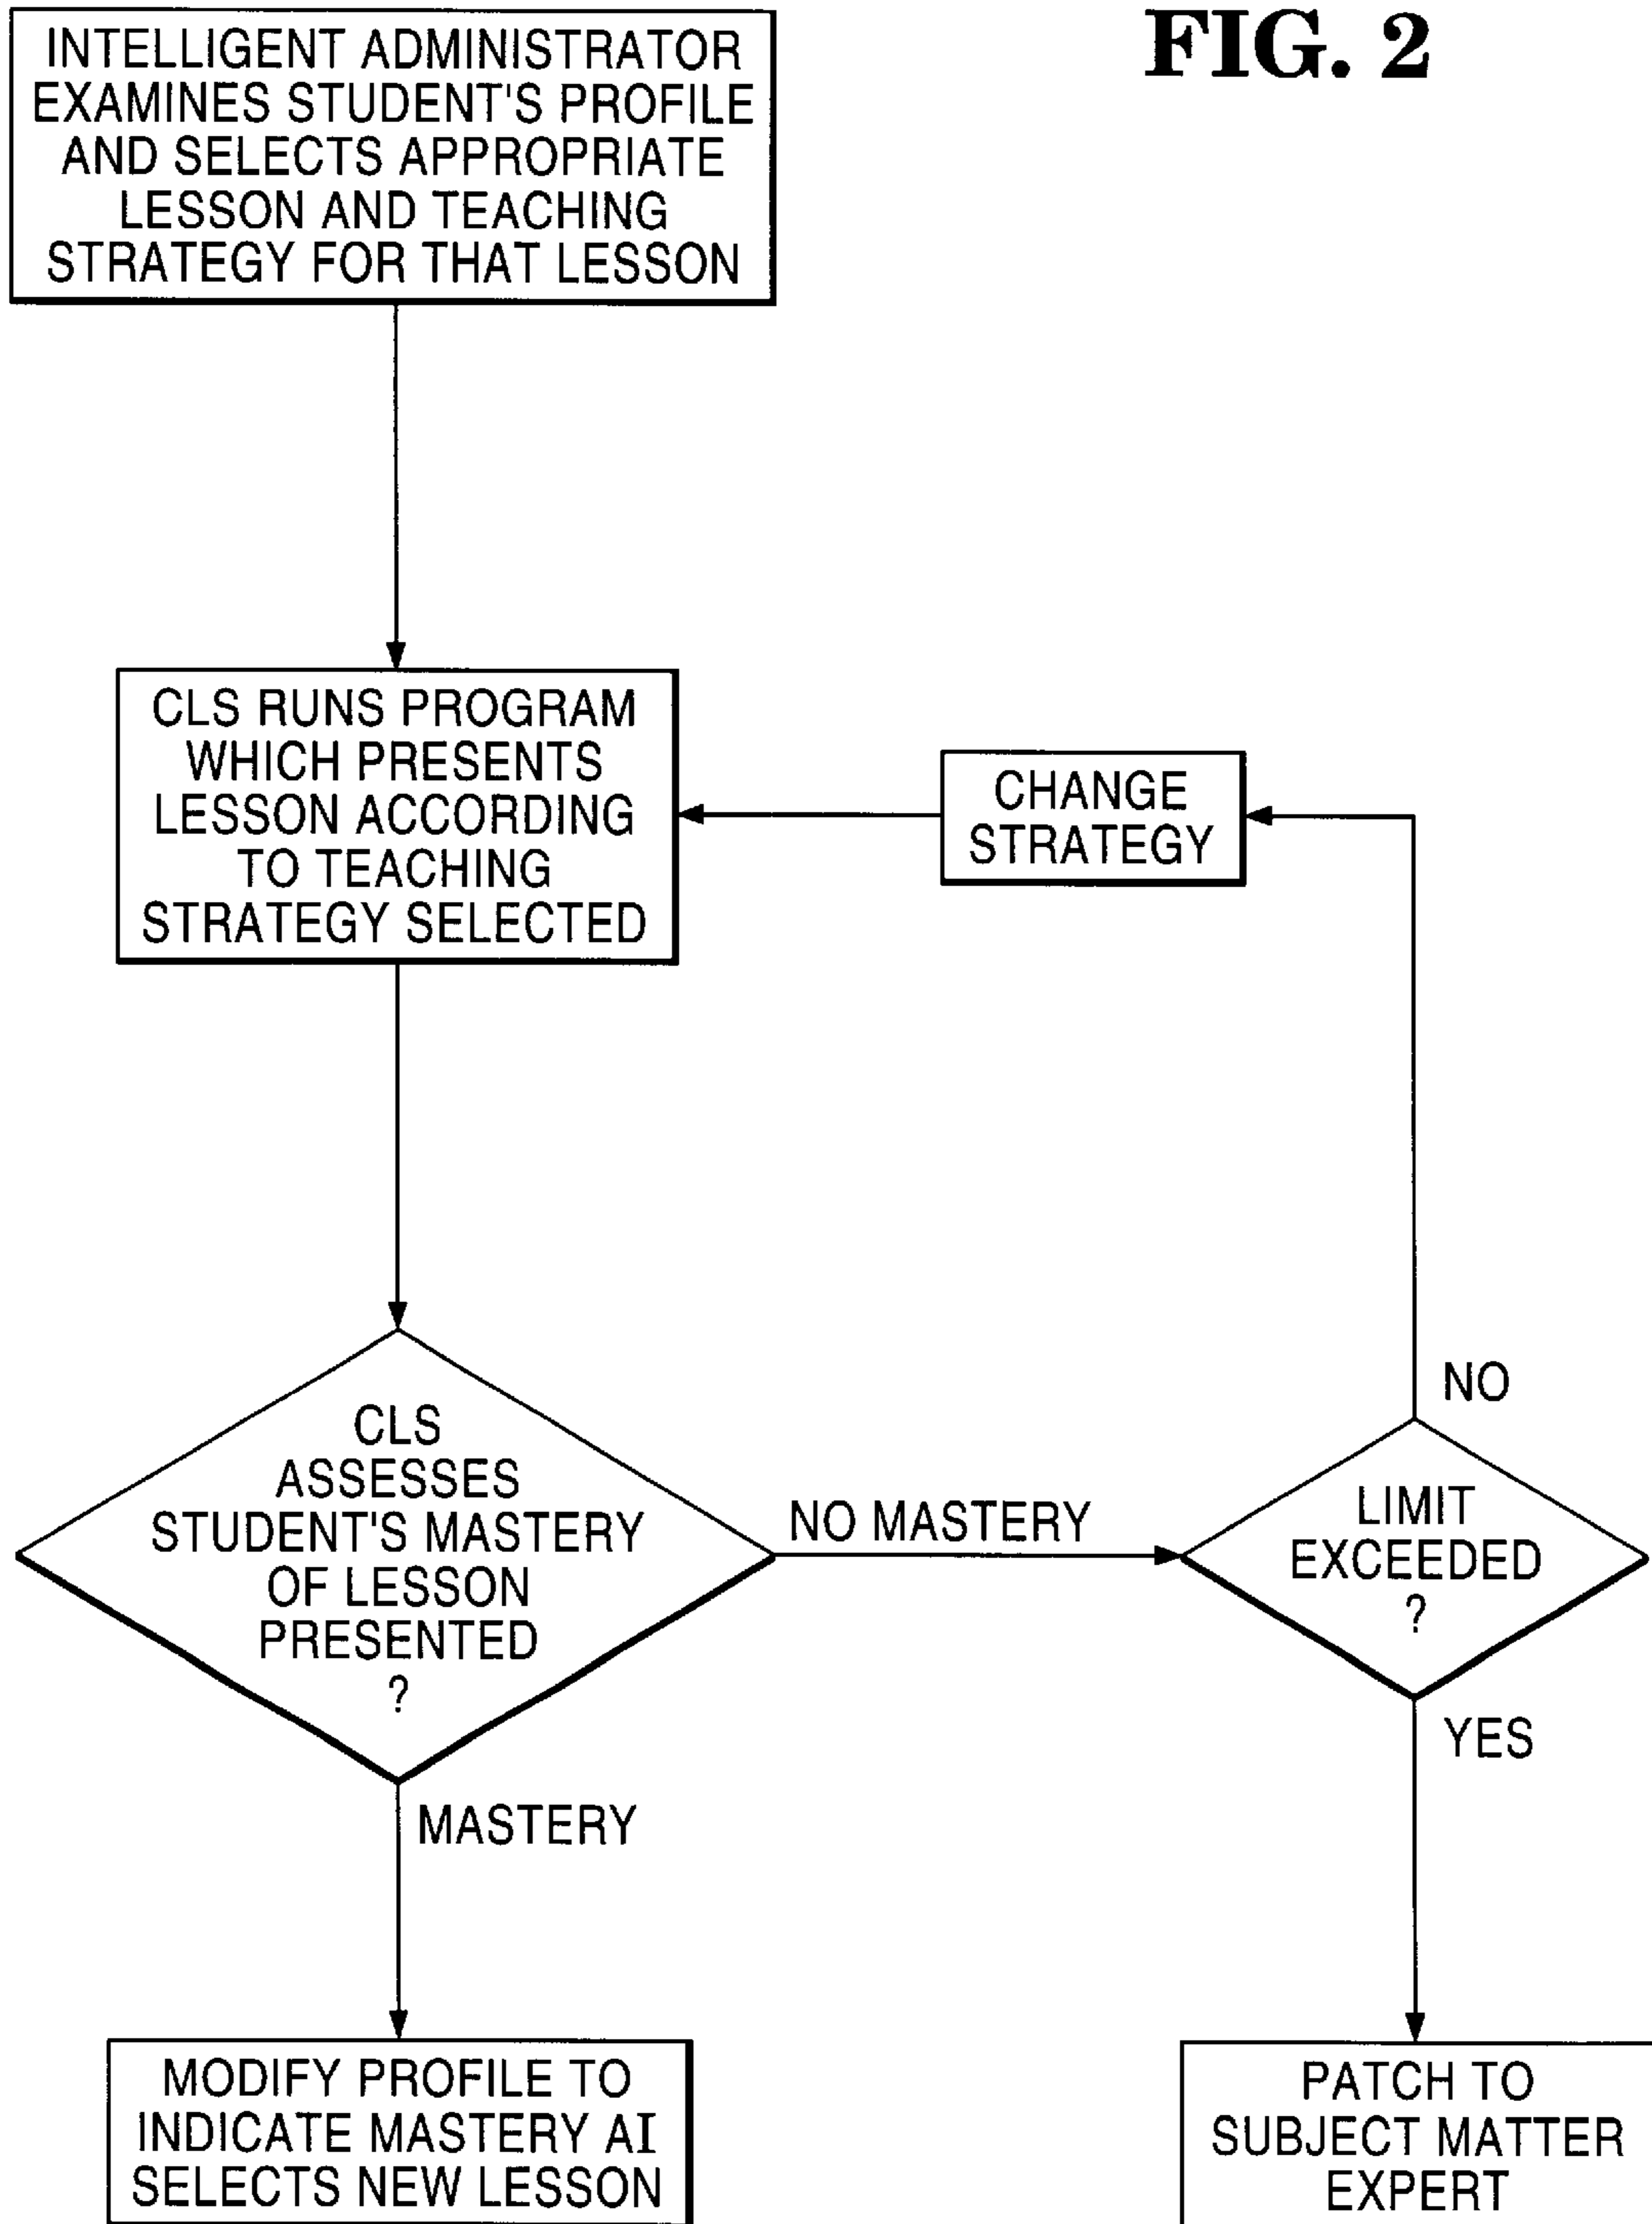 FIG. 2
INTELLIGENT ADMINISTRATOR
EXAMINES STUDENT'S PROFILE
AND SELECTS APPROPRIATE
LESSON AND TEACHING
STRATEGY FOR THAT LESSON
CLS RUNS PROGRAM
WHICH PRESENTS
LESSON ACCORDING
TO TEACHING
STRATEGY SELECTED
CHANGE
STRATEGY
CLS
ASSESSES
STUDENT'S MASTERY
OF LESSON
PRESENTED
?
NO MASTERY
LIMIT
EXCEEDED
?
NO
YES
MASTERY
MODIFY PROFILE TO
INDICATE MASTERY AI
SELECTS NEW LESSON
PATCH TO
SUBJECT MATTER
EXPERT